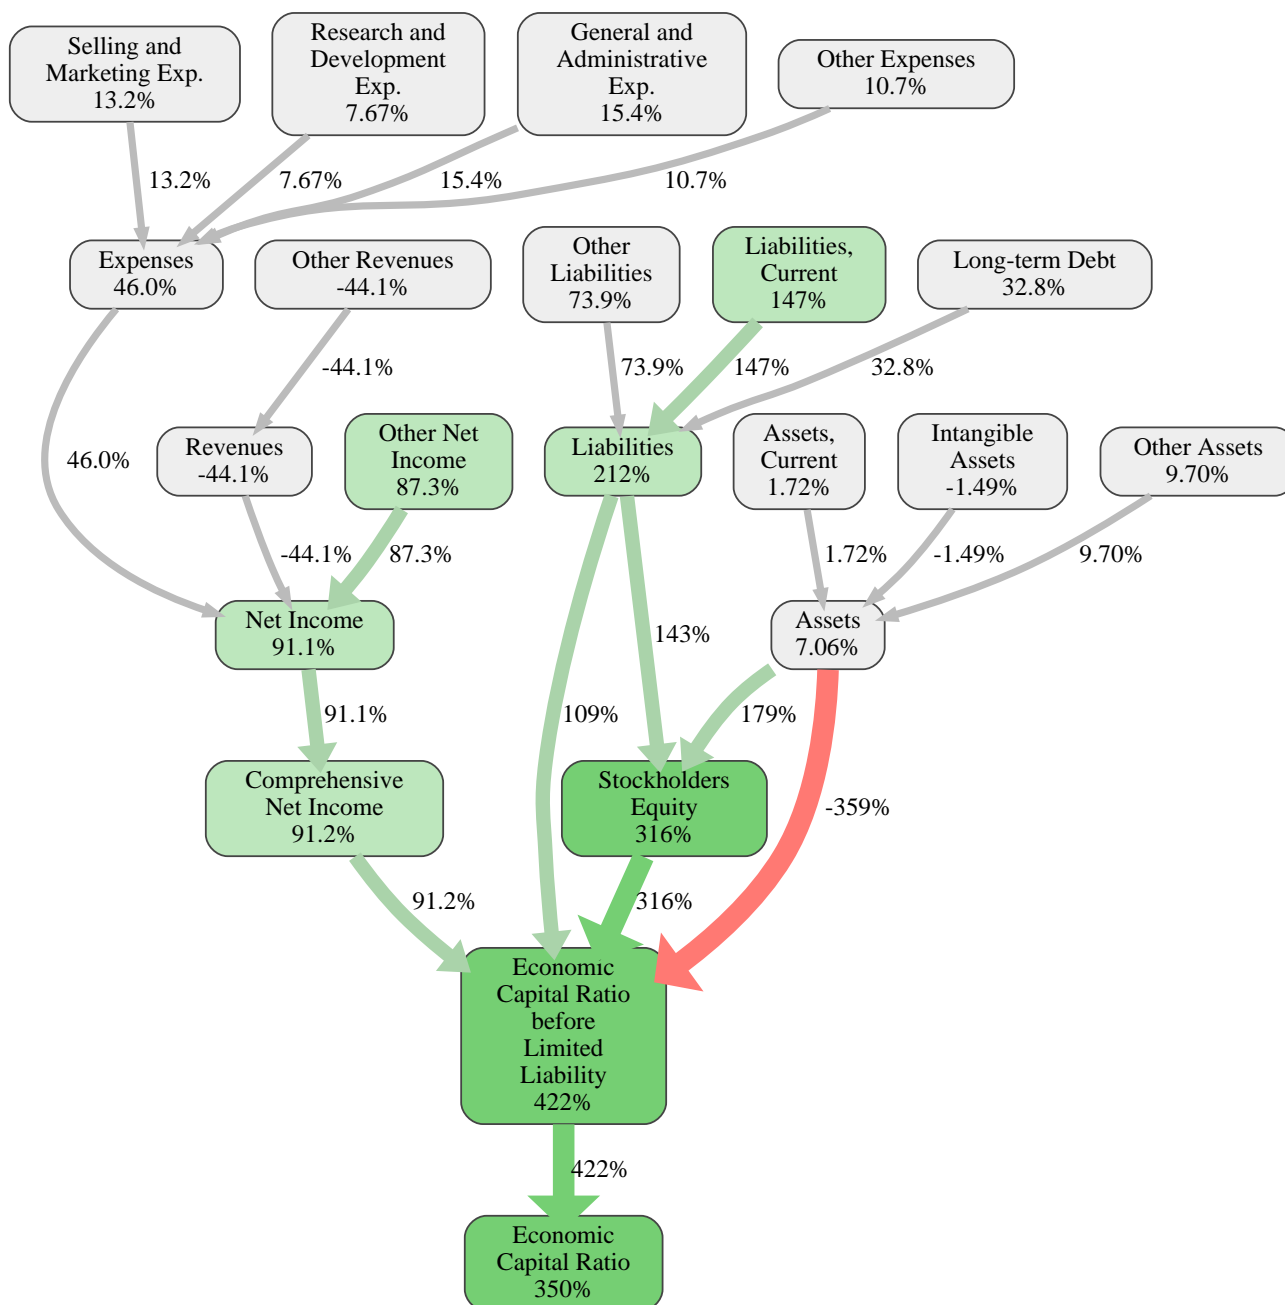 Selling and
Marketing Exp.
13.2%
Research and
Development
Exp.
7.67%
General and
Administrative
Exp.
15.4%
Other Expenses
10.7%
13.2%
7.67%
15.4%
10.7%
Expenses
46.0%
Other Revenues
-44.1%
Other
Liabilities
73.9%
Liabilities,
Current
147%
Long-term Debt
32.8%
-44.1%
73.9%
147%
32.8%
46.0%
Revenues
-44.1%
Other Net
Income
87.3%
Liabilities
212%
Assets,
Current
1.72%
Intangible
Assets
-1.49%
Other Assets
9.70%
-44.1%
87.3%
1.72%
-1.49%
9.70%
Net Income
91.1%
143%
Assets
7.06%
91.1%
109%
179%
Comprehensive
Net Income
91.2%
Stockholders
Equity
316%
-359%
91.2%
316%
Economic
Capital Ratio
before
Limited
Liability
422%
422%
Economic
Capital Ratio
350%